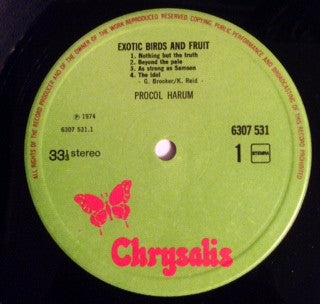 ALL RIGHTS OF THE RECORD PRODUCER AND OF THE OWNER OF THE WORK REPRODUCED RESERVED. COPYING, PUBLIC PERFORMANCE AND BROADCASTING OF THIS RECORD PROHIBITED
EXOTIC BIRDS AND FRUIT
1. Nothing but the truth
2. Beyond the pale
3. As strong as Samson
4. The idol
- G. Brooker/K. Reid -
PROCOL HARUM
℗ 1974
6307 531.1
6307 531
33⅓ stereo
1 STEMRA
Chrysalis